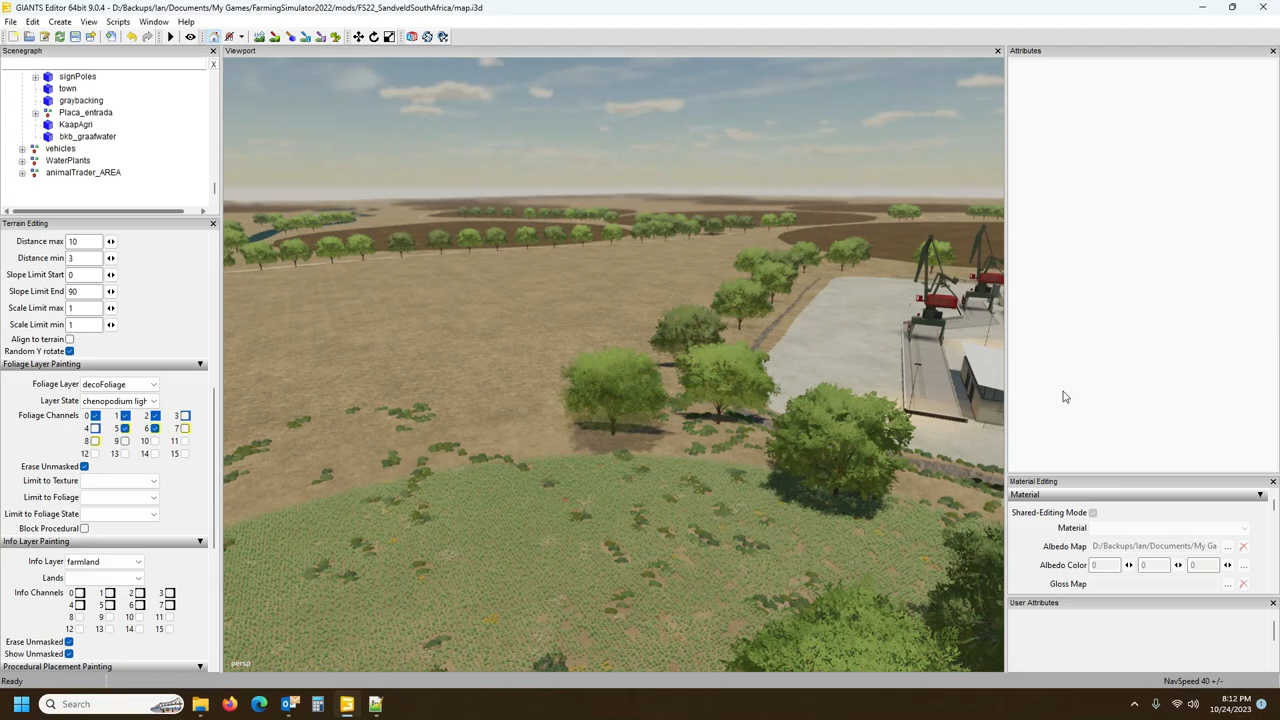 GIANTS Editor 64bit 9.0.4 - D:/Backups/Ian/Documents/My Games/FarmingSimulator2022/mods/FS22_SandveldSouthAfrica/map.i3d
File Edit Create View Scripts Window Help
Scenegraph
Viewport
Attributes
signPoles
town
graybacking
Placa_entrada
KaapAgri
bkb_graafwater
vehicles
WaterPlants
animalTrader_AREA
Terrain Editing
Distance max 10
Distance min 3
Slope Limit Start 0
Slope Limit End 90
Scale Limit max 1
Scale Limit min 1
Align to terrain
Random Y rotate
Foliage Layer Painting
Foliage Layer decoFoliage
Layer State chenopodium ligh
Foliage Channels 0 1 2 3
4 5 6 7
8 9 10 11
12 13 14 15
Erase Unmasked
Limit to Texture
Limit to Foliage
Limit to Foliage State
Block Procedural
Info Layer Painting
Info Layer farmland
Lands
Info Channels 0 1 2 3
4 5 6 7
8 9 10 11
12 13 14 15
Erase Unmasked
Show Unmasked
Procedural Placement Painting
persp
Material Editing
Material
Shared-Editing Mode
Material
Albedo Map D:/Backups/Ian/Documents/My Ga ...
Albedo Color 0 0 0 ...
Gloss Map ...
User Attributes
Ready
NavSpeed 40 +/-
Search
8:12 PM
10/24/2023